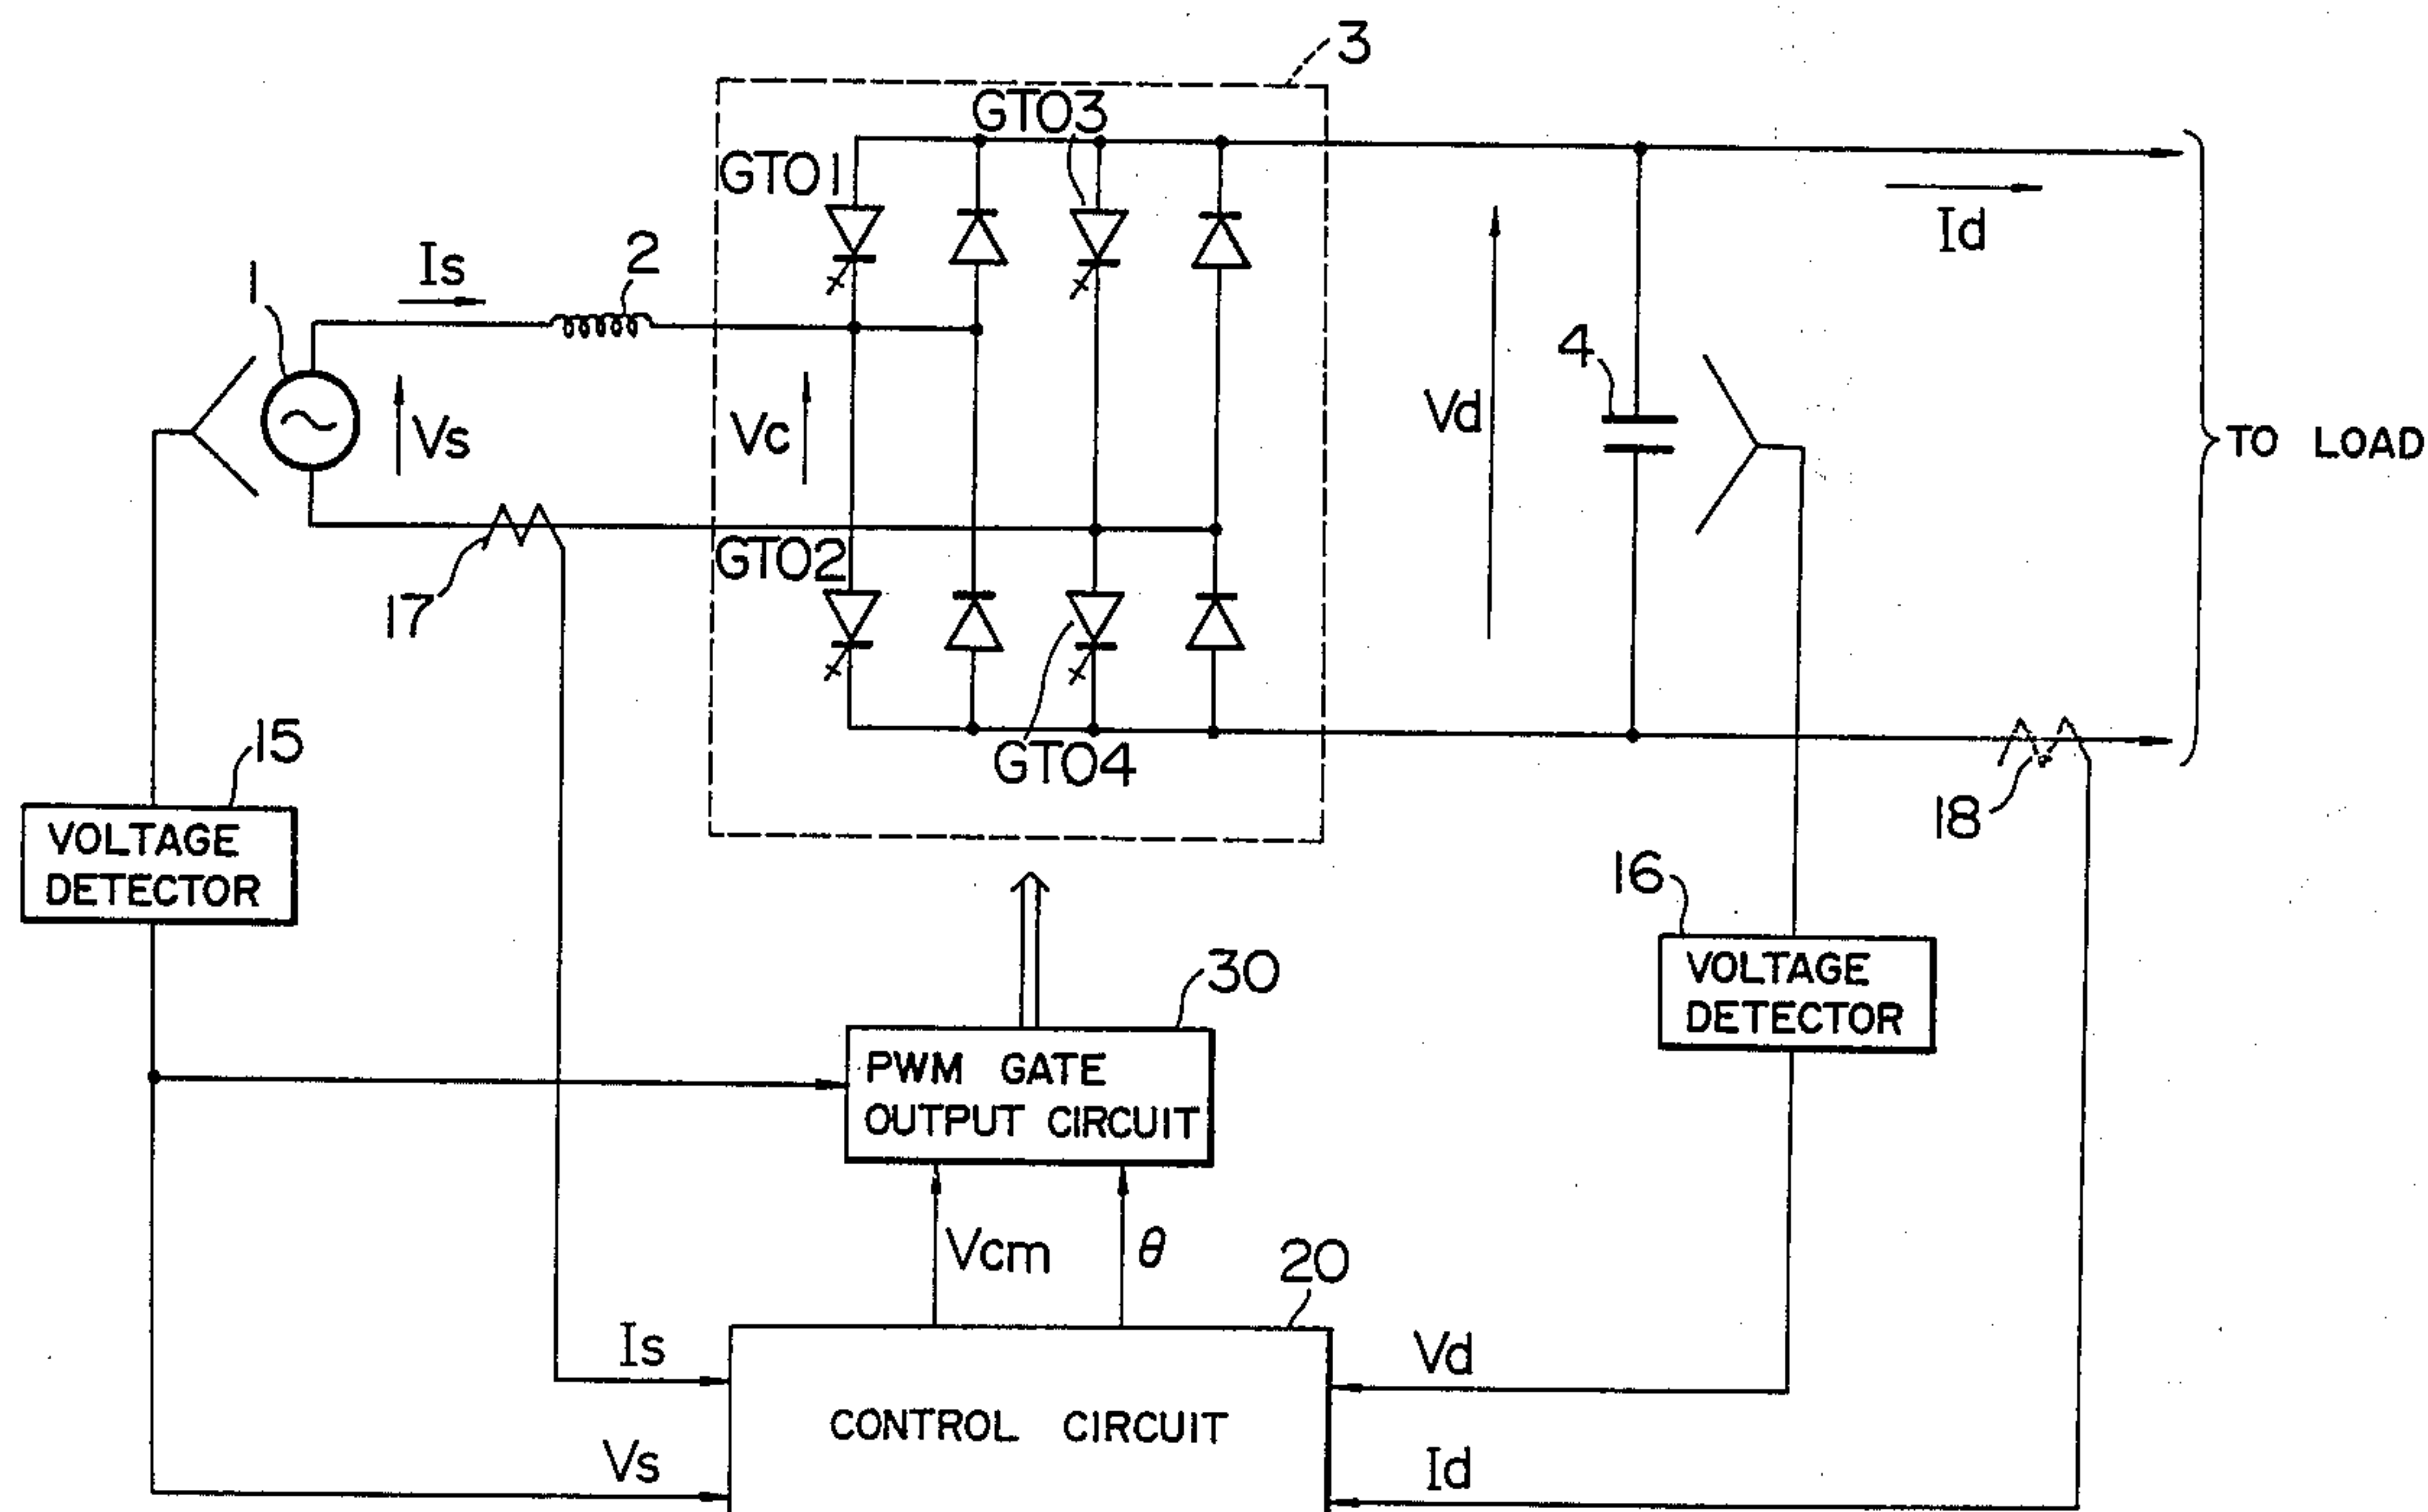 3
GTO3
GTO1
Is
2
Id
1
4
Vs
Vc
Vd
TO LOAD
GTO2
17
15
GTO4
18
VOLTAGE
DETECTOR
16
30
VOLTAGE
DETECTOR
PWM GATE
OUTPUT CIRCUIT
Vcm
θ
20
Is
Vd
CONTROL CIRCUIT
Vs
Id